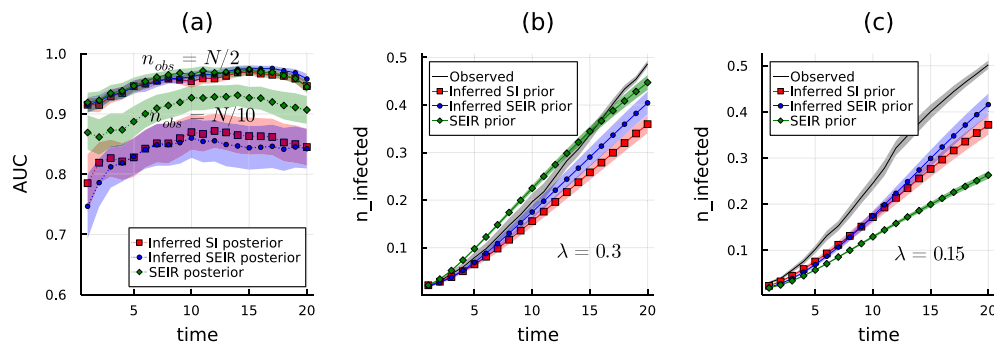 (a)
AUC
1.0
0.9
0.8
0.7
0.6
n_obs = N/2
n_obs = N/10
Inferred SI posterior
Inferred SEIR posterior
SEIR posterior
5 10 15 20
time
(b)
n_infected
0.5
0.4
0.3
0.2
0.1
Observed
Inferred SI prior
Inferred SEIR prior
SEIR prior
λ = 0.3
5 10 15 20
time
(c)
n_infected
0.5
0.4
0.3
0.2
0.1
Observed
Inferred SI prior
Inferred SEIR prior
SEIR prior
λ = 0.15
5 10 15 20
time